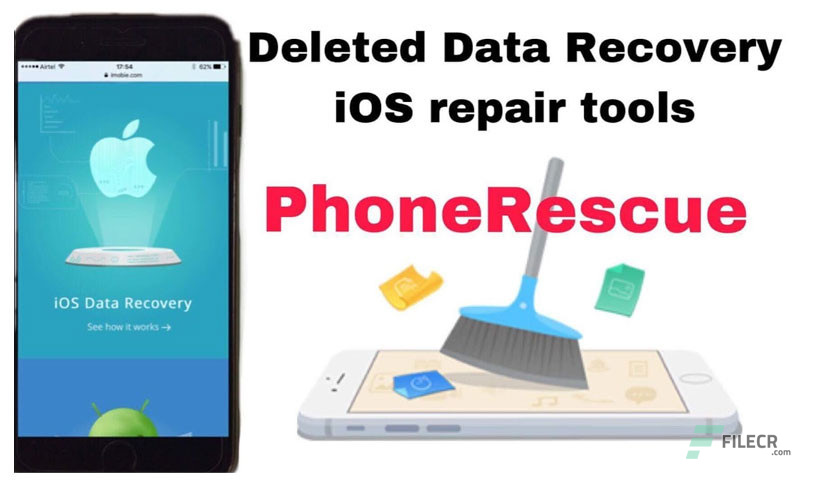 Deleted Data Recovery
iOS repair tools
PhoneRescue
Airtel 17:54 62%
imobie.com
iOS Data Recovery
See how it works →
FILECR
.com